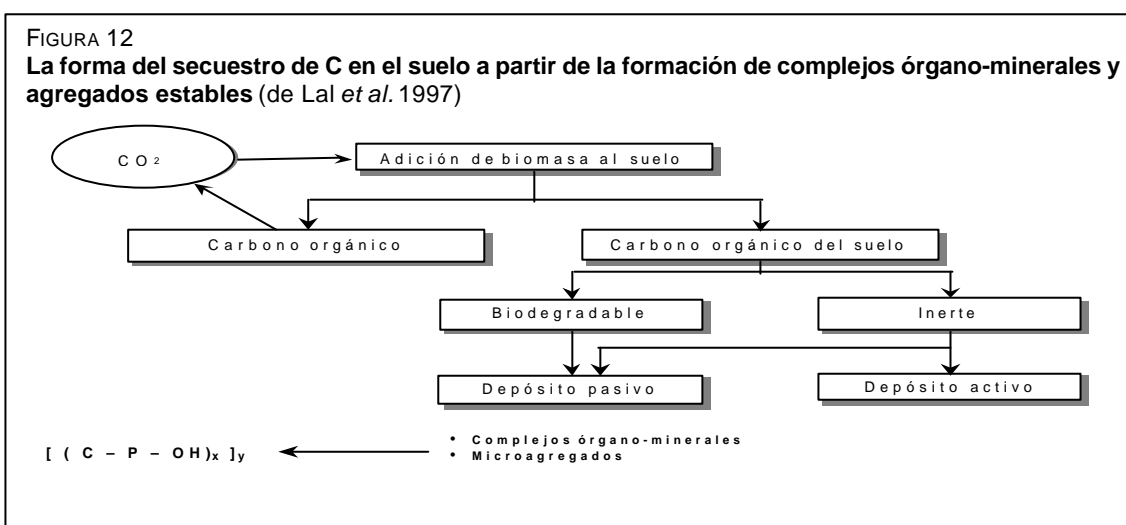 FIGURA 12
La forma del secuestro de C en el suelo a partir de la formación de complejos órgano-minerales y
agregados estables (de Lal et al. 1997)
CO₂
Adición de biomasa al suelo
Carbono orgánico
Carbono orgánico del suelo
Biodegradable
Inerte
Depósito pasivo
Depósito activo
[ ( C – P – OH)ₓ ]y
• Complejos órgano-minerales
• Microagregados